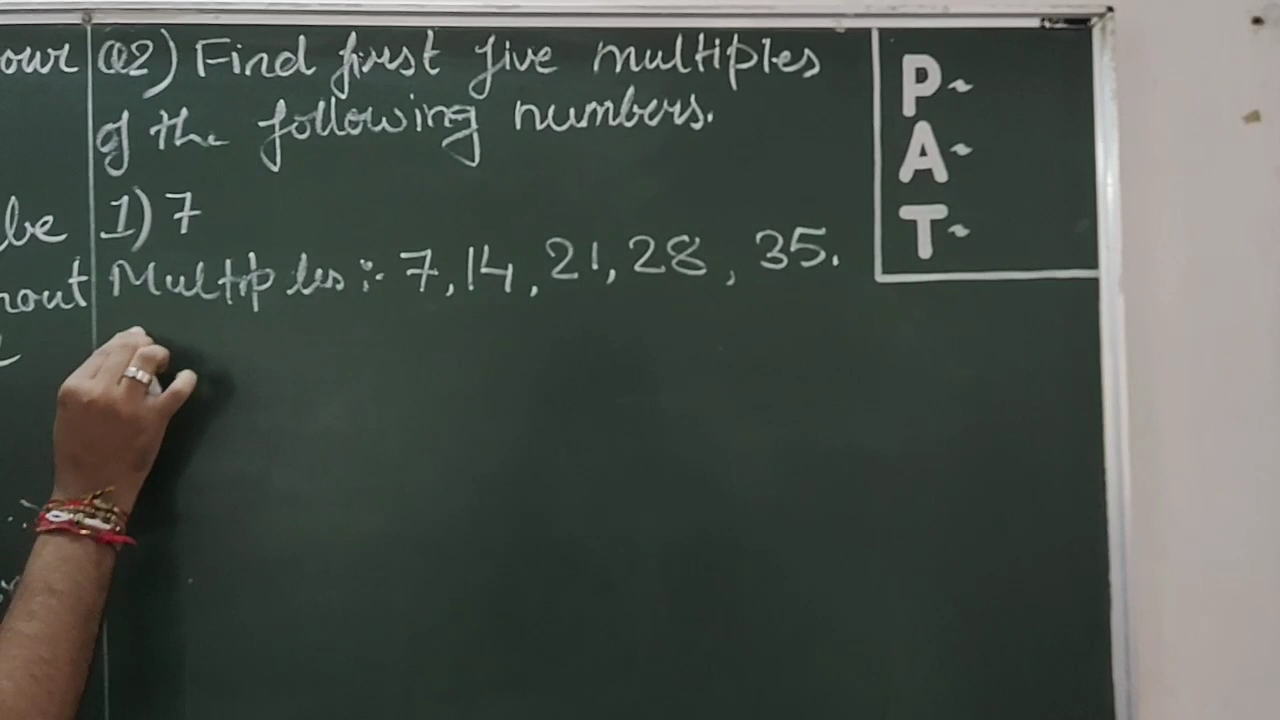 our
be
hout
Q2) Find first five multiples
of the following numbers.
1) 7
Multiples :- 7, 14, 21, 28, 35.
P~
A~
T~